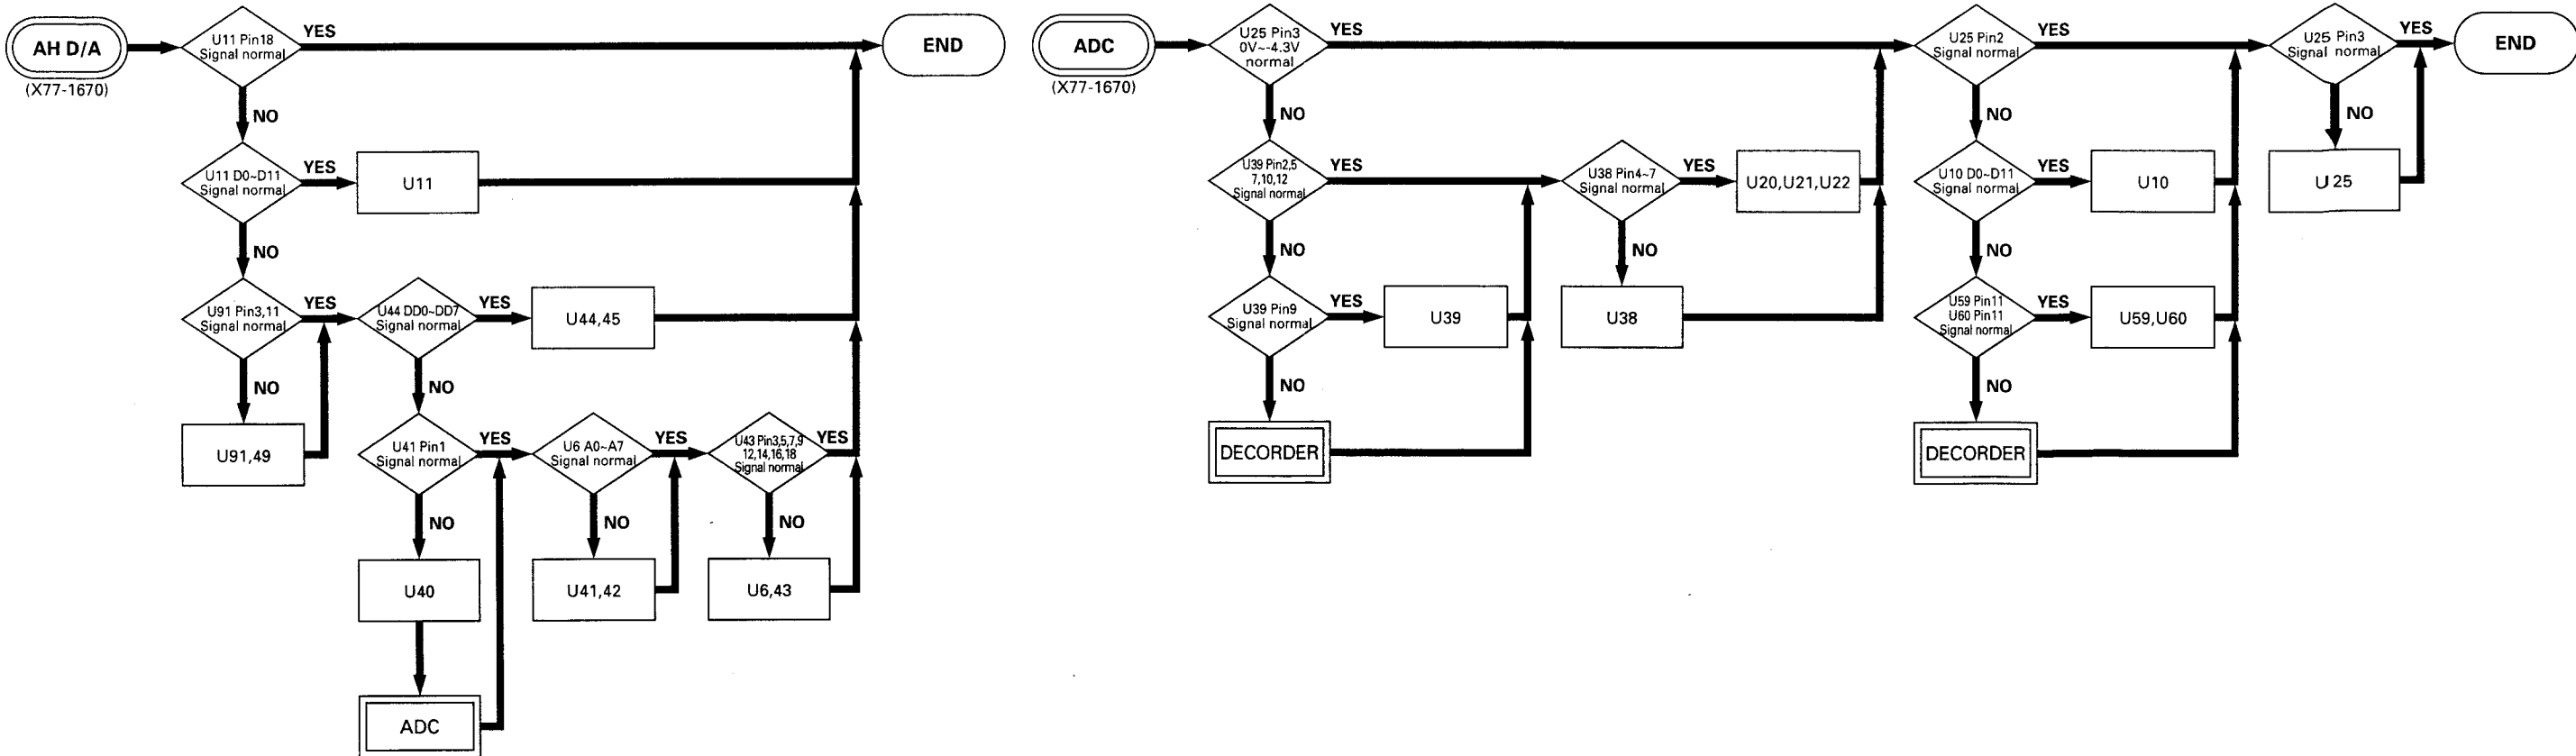 AH D/A
(X77-1670)
U11 Pin18
Signal normal
YES
END
NO
U11 D0~D11
Signal normal
YES
U11
NO
U91 Pin3,11
Signal normal
YES
U44 DD0~DD7
Signal normal
YES
U44,45
NO
NO
U91,49
U41 Pin1
Signal normal
YES
U6 A0~A7
Signal normal
YES
U43 Pin3,5,7,9
12,14,16,18
Signal normal
YES
NO
NO
NO
U40
U41,42
U6,43
ADC
ADC
(X77-1670)
U25 Pin3
0V~-4.3V
normal
YES
U25 Pin2
Signal normal
YES
U25 Pin3
Signal normal
YES
END
NO
NO
NO
U39 Pin2,5
7,10,12
Signal normal
YES
U38 Pin4~7
Signal normal
YES
U20,U21,U22
U10 D0~D11
Signal normal
YES
U10
U25
NO
NO
NO
U39 Pin9
Signal normal
YES
U39
U38
U59 Pin11
U60 Pin11
Signal normal
YES
U59,U60
NO
NO
DECORDER
DECORDER